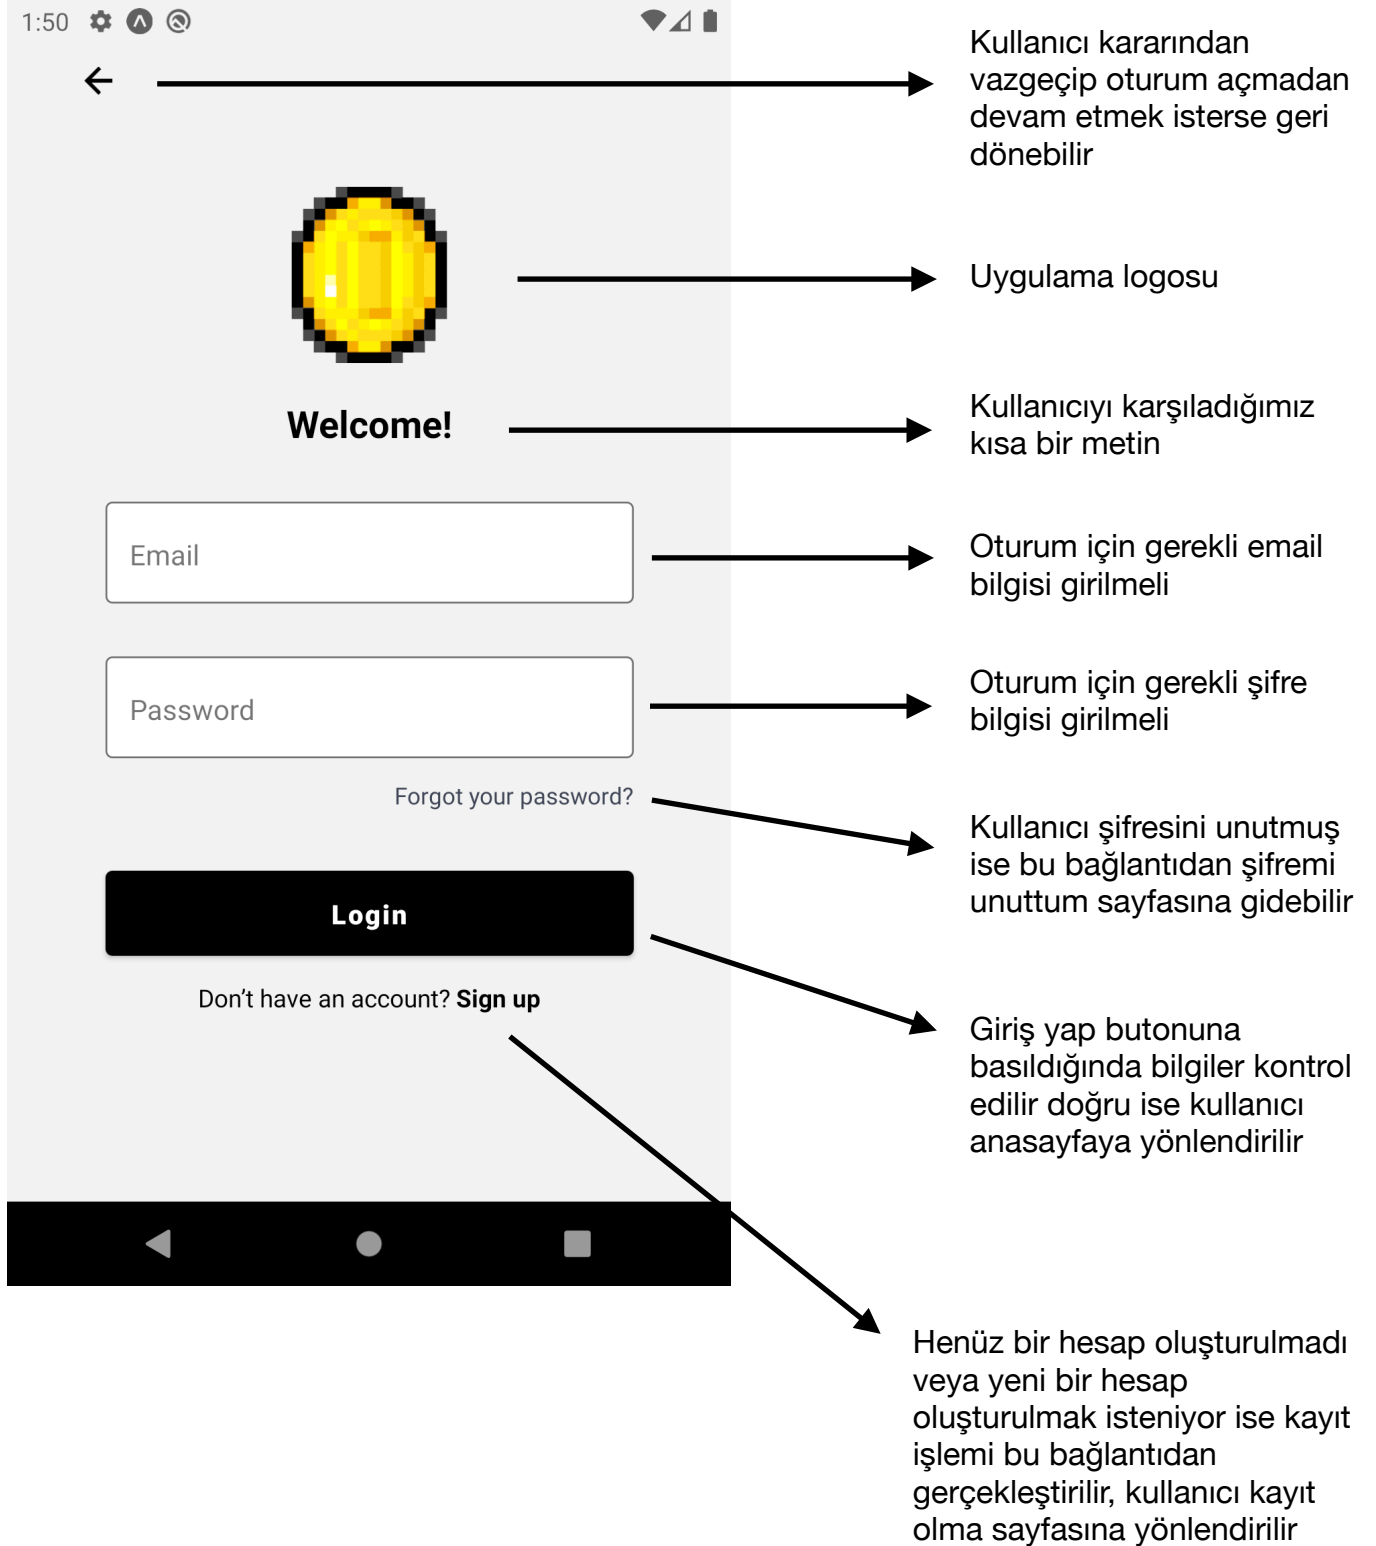 1:50
Kullanıcı kararından
vazgeçip oturum açmadan
devam etmek isterse geri
dönebilir
Uygulama logosu
Welcome!
Kullanıcıyı karşıladığımız
kısa bir metin
Email
Oturum için gerekli email
bilgisi girilmeli
Password
Oturum için gerekli şifre
bilgisi girilmeli
Forgot your password?
Kullanıcı şifresini unutmuş
ise bu bağlantıdan şifremi
unuttum sayfasına gidebilir
Login
Don't have an account? Sign up
Giriş yap butonuna
basıldığında bilgiler kontrol
edilir doğru ise kullanıcı
anasayfaya yönlendirilir
Henüz bir hesap oluşturulmadı
veya yeni bir hesap
oluşturulmak isteniyor ise kayıt
işlemi bu bağlantıdan
gerçekleştirilir, kullanıcı kayıt
olma sayfasına yönlendirilir